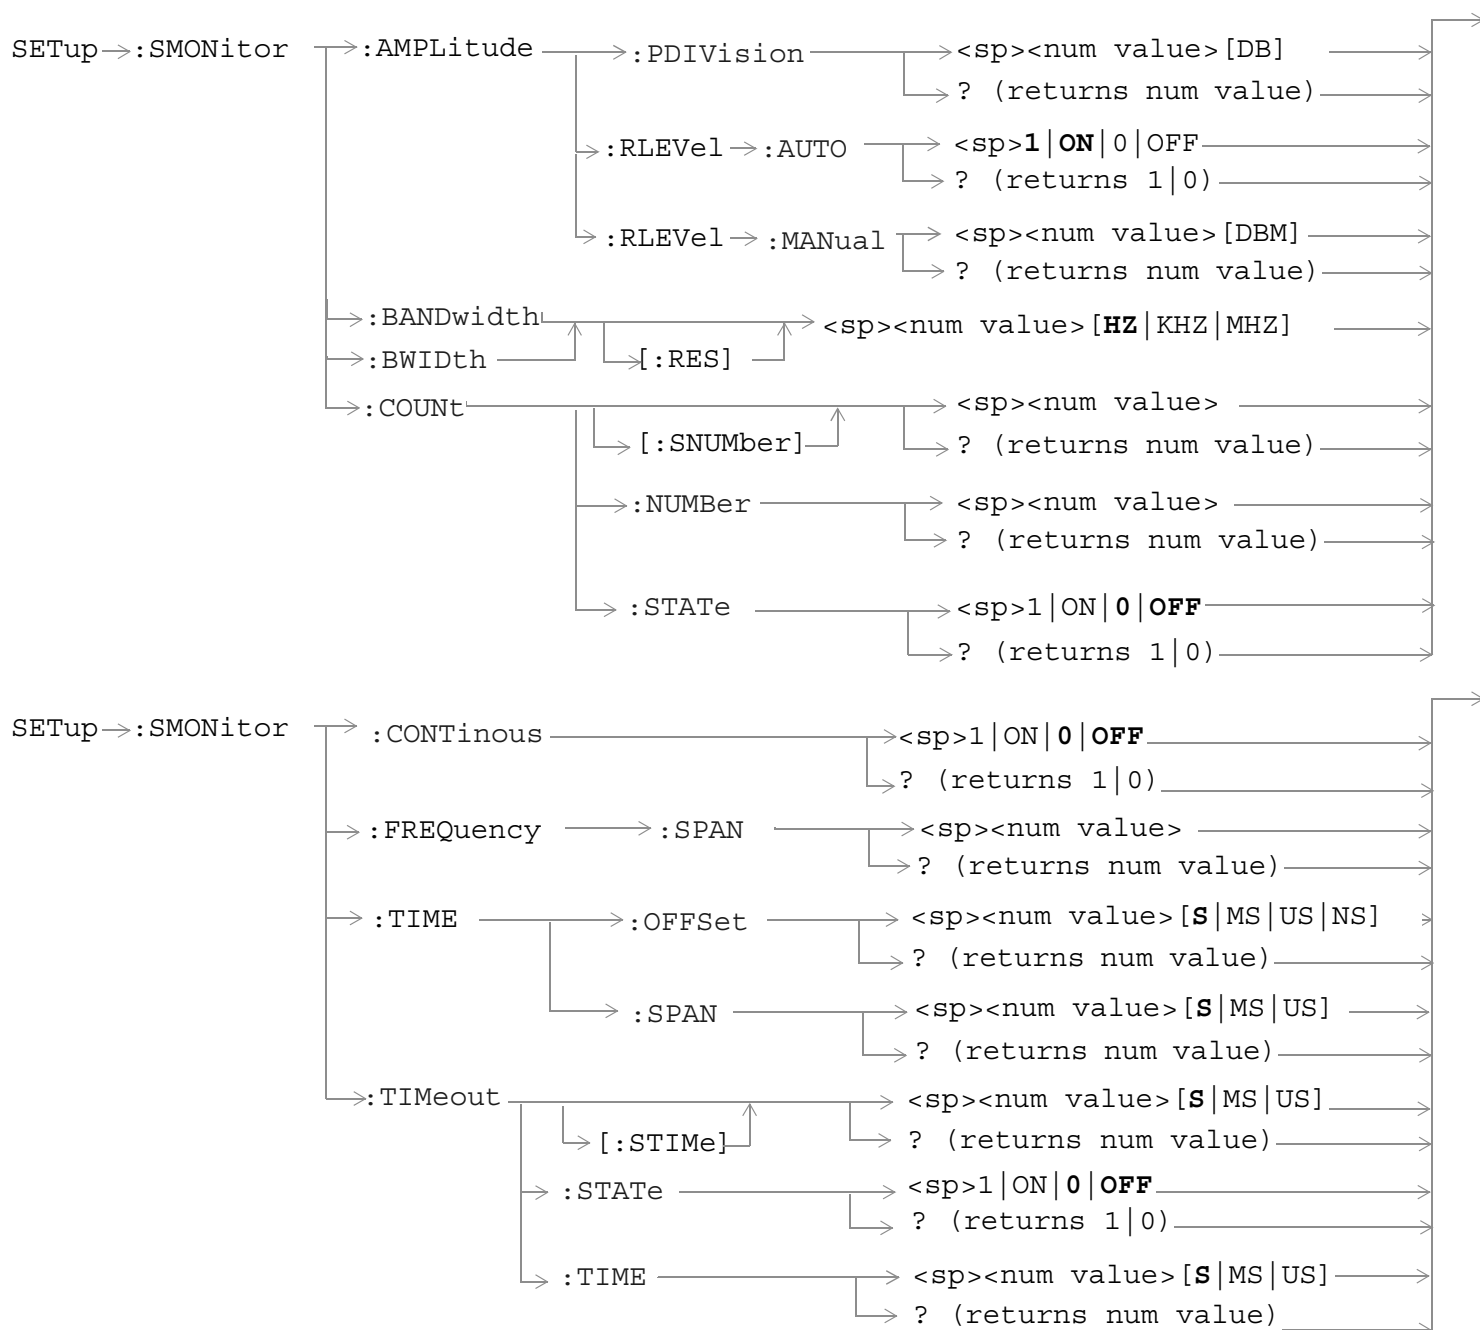 SETup :SMONitor :AMPLitude :PDIVision <sp><num value>[DB]
? (returns num value)
:RLEVel :AUTO <sp>1|ON|0|OFF
? (returns 1|0)
:RLEVel :MANual <sp><num value>[DBM]
? (returns num value)
:BANDwidth <sp><num value>[HZ|KHZ|MHZ]
:BWIDth [:RES]
:COUNt <sp><num value>
[:SNUMber] ? (returns num value)
:NUMBer <sp><num value>
? (returns num value)
:STATe <sp>1|ON|0|OFF
? (returns 1|0)
SETup :SMONitor :CONTinous <sp>1|ON|0|OFF
? (returns 1|0)
:FREQuency :SPAN <sp><num value>
? (returns num value)
:TIME :OFFSet <sp><num value>[S|MS|US|NS]
? (returns num value)
:SPAN <sp><num value>[S|MS|US]
? (returns num value)
:TIMeout <sp><num value>[S|MS|US]
[:STIMe] ? (returns num value)
:STATe <sp>1|ON|0|OFF
? (returns 1|0)
:TIME <sp><num value>[S|MS|US]
? (returns num value)